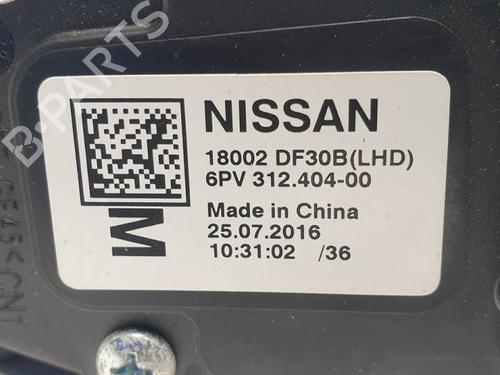 B-PARTS
NISSAN
18002 DF30B(LHD)
6PV 312.404-00
Made in China
25.07.2016
10:31:02 /36
M